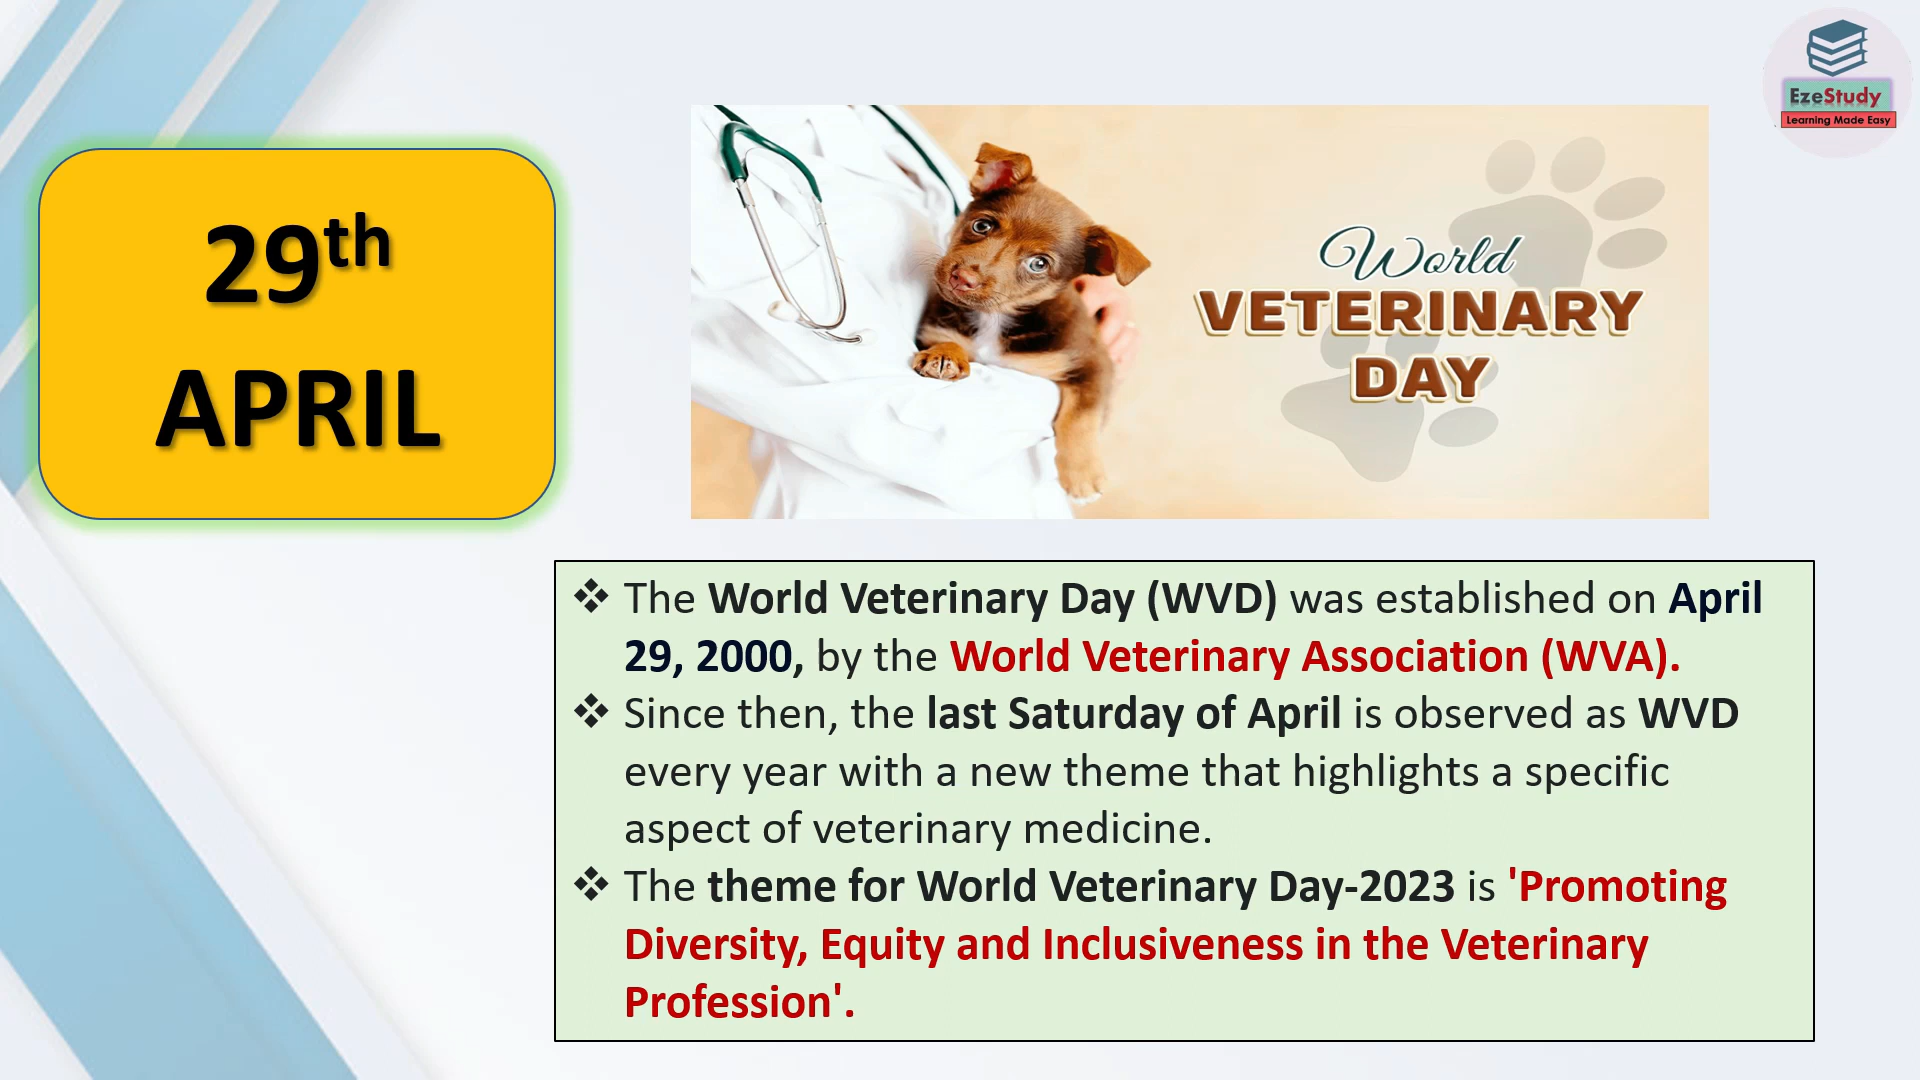 29th
APRIL
EzeStudy
Learning Made Easy
World
VETERINARY
DAY
❖ The World Veterinary Day (WVD) was established on April
29, 2000, by the World Veterinary Association (WVA).
❖ Since then, the last Saturday of April is observed as WVD
every year with a new theme that highlights a specific
aspect of veterinary medicine.
❖ The theme for World Veterinary Day-2023 is 'Promoting
Diversity, Equity and Inclusiveness in the Veterinary
Profession'.